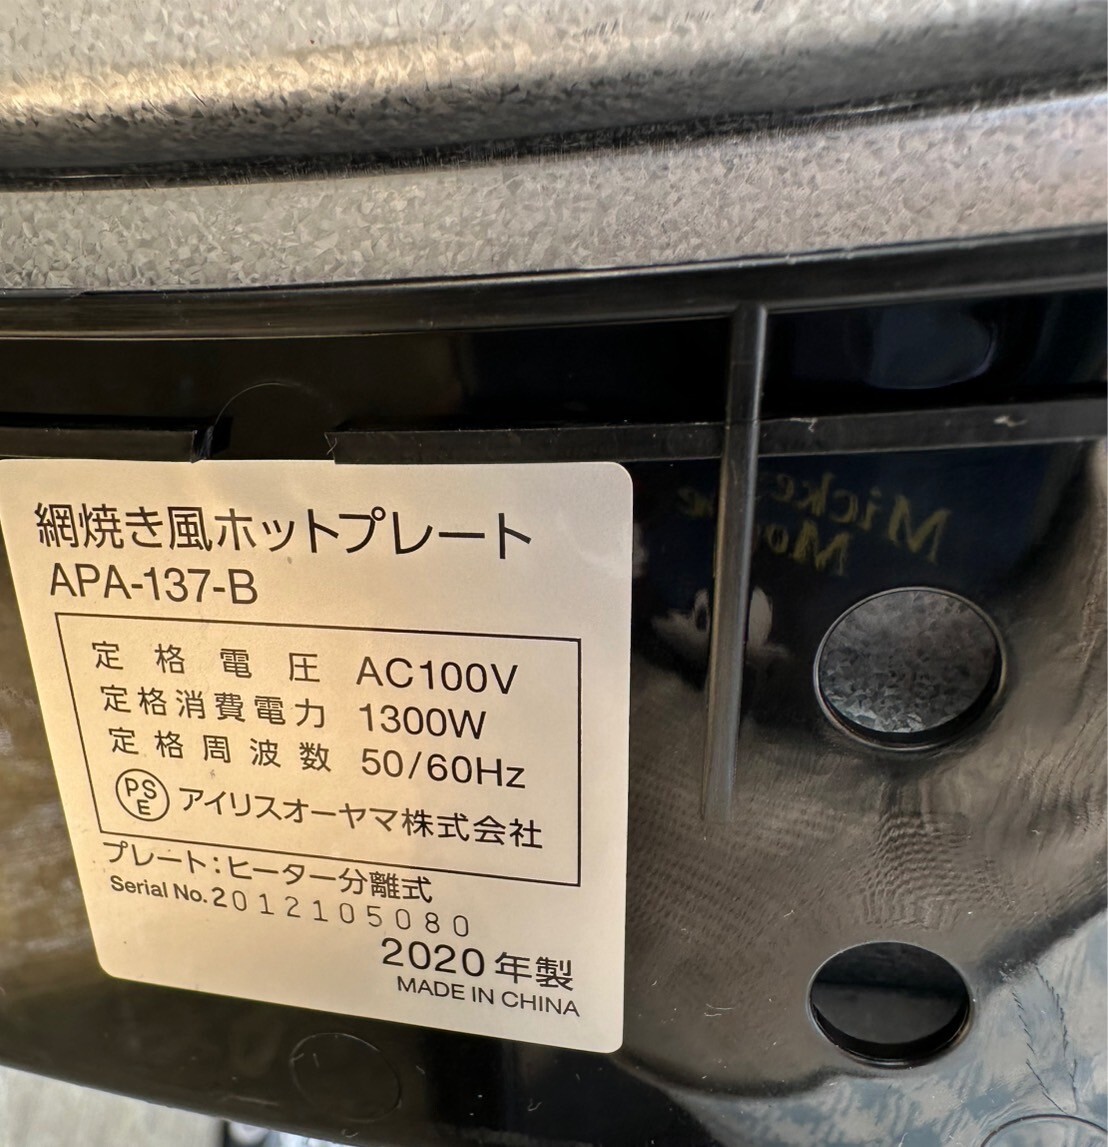 網焼き風ホットプレート
APA-137-B
定格電圧 AC100V
定格消費電力 1300W
定格周波数 50/60Hz
PSE アイリスオーヤマ株式会社
プレート:ヒーター分離式
Serial No.2012105080
2020年製
MADE IN CHINA